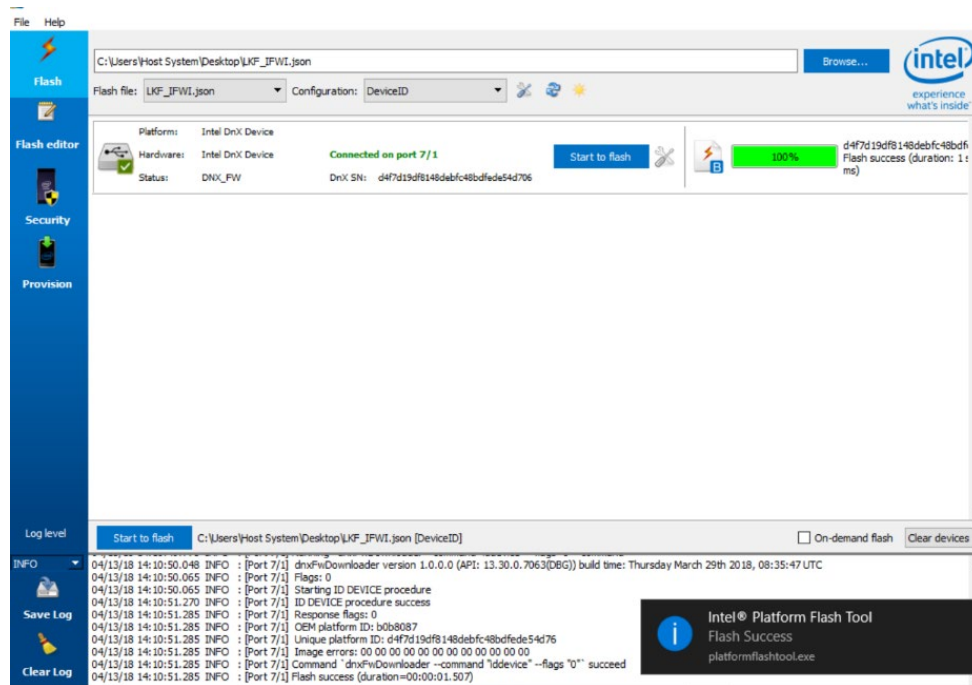 File Help
Flash
Flash editor
Security
Provision
Log level
INFO
Save Log
Clear Log
C:\Users\Host System\Desktop\LKF_IFWI.json
Browse...
intel
experience
what's inside
Flash file: LKF_IFWI.json Configuration: DeviceID
Platform: Intel DnX Device
Hardware: Intel DnX Device Connected on port 7/1
Status: DNX_FW DnX SN: d4f7d19df8148debfc48bdfede54d706
Start to flash
B
100%
d4f7d19df8148debfc48bdf
Flash success (duration: 1 s
ms)
Start to flash C:\Users\Host System\Desktop\LKF_IFWI.json [DeviceID]
On-demand flash Clear devices
04/13/18 14:10:50.048 INFO : [Port 7/1] dnxFwDownloader version 1.0.0.0 (API: 13.30.0.7063(DBG)) build time: Thursday March 29th 2018, 08:35:47 UTC
04/13/18 14:10:50.065 INFO : [Port 7/1] Flags: 0
04/13/18 14:10:50.065 INFO : [Port 7/1] Starting ID DEVICE procedure
04/13/18 14:10:51.270 INFO : [Port 7/1] ID DEVICE procedure success
04/13/18 14:10:51.285 INFO : [Port 7/1] Response flags: 0
04/13/18 14:10:51.285 INFO : [Port 7/1] OEM platform ID: b0b8087
04/13/18 14:10:51.285 INFO : [Port 7/1] Unique platform ID: d4f7d19df8148debfc48bdfede54d76
04/13/18 14:10:51.285 INFO : [Port 7/1] Image errors: 00 00 00 00 00 00 00 00 00 00 00 00
04/13/18 14:10:51.285 INFO : [Port 7/1] Command `dnxFwDownloader --command "iddevice" --flags "0"` succeed
04/13/18 14:10:51.285 INFO : [Port 7/1] Flash success (duration=00:00:01.507)
Intel® Platform Flash Tool
Flash Success
platformflashtool.exe